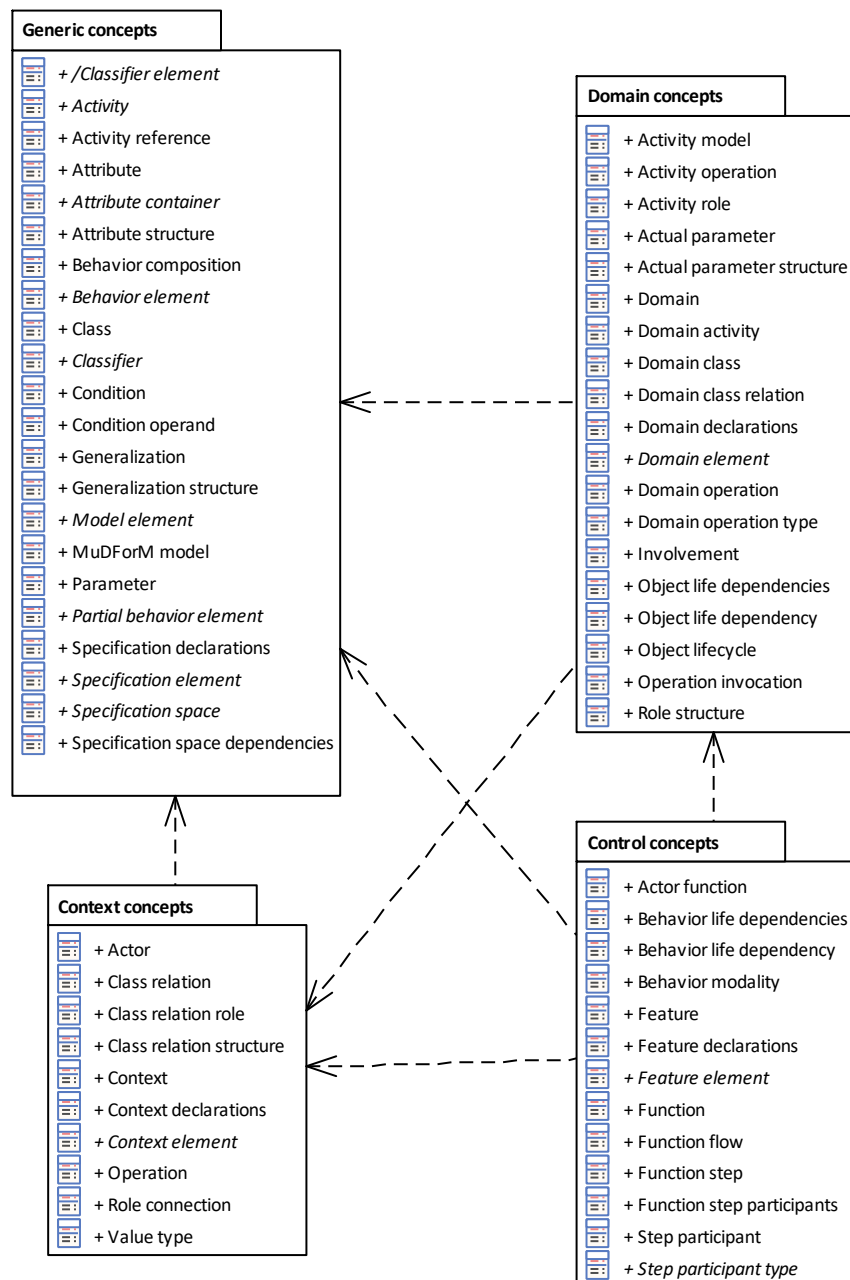 Generic concepts
+ /Classifier element
+ Activity
+ Activity reference
+ Attribute
+ Attribute container
+ Attribute structure
+ Behavior composition
+ Behavior element
+ Class
+ Classifier
+ Condition
+ Condition operand
+ Generalization
+ Generalization structure
+ Model element
+ MuDForM model
+ Parameter
+ Partial behavior element
+ Specification declarations
+ Specification element
+ Specification space
+ Specification space dependencies
Domain concepts
+ Activity model
+ Activity operation
+ Activity role
+ Actual parameter
+ Actual parameter structure
+ Domain
+ Domain activity
+ Domain class
+ Domain class relation
+ Domain declarations
+ Domain element
+ Domain operation
+ Domain operation type
+ Involvement
+ Object life dependencies
+ Object life dependency
+ Object lifecycle
+ Operation invocation
+ Role structure
Context concepts
+ Actor
+ Class relation
+ Class relation role
+ Class relation structure
+ Context
+ Context declarations
+ Context element
+ Operation
+ Role connection
+ Value type
Control concepts
+ Actor function
+ Behavior life dependencies
+ Behavior life dependency
+ Behavior modality
+ Feature
+ Feature declarations
+ Feature element
+ Function
+ Function flow
+ Function step
+ Function step participants
+ Step participant
+ Step participant type